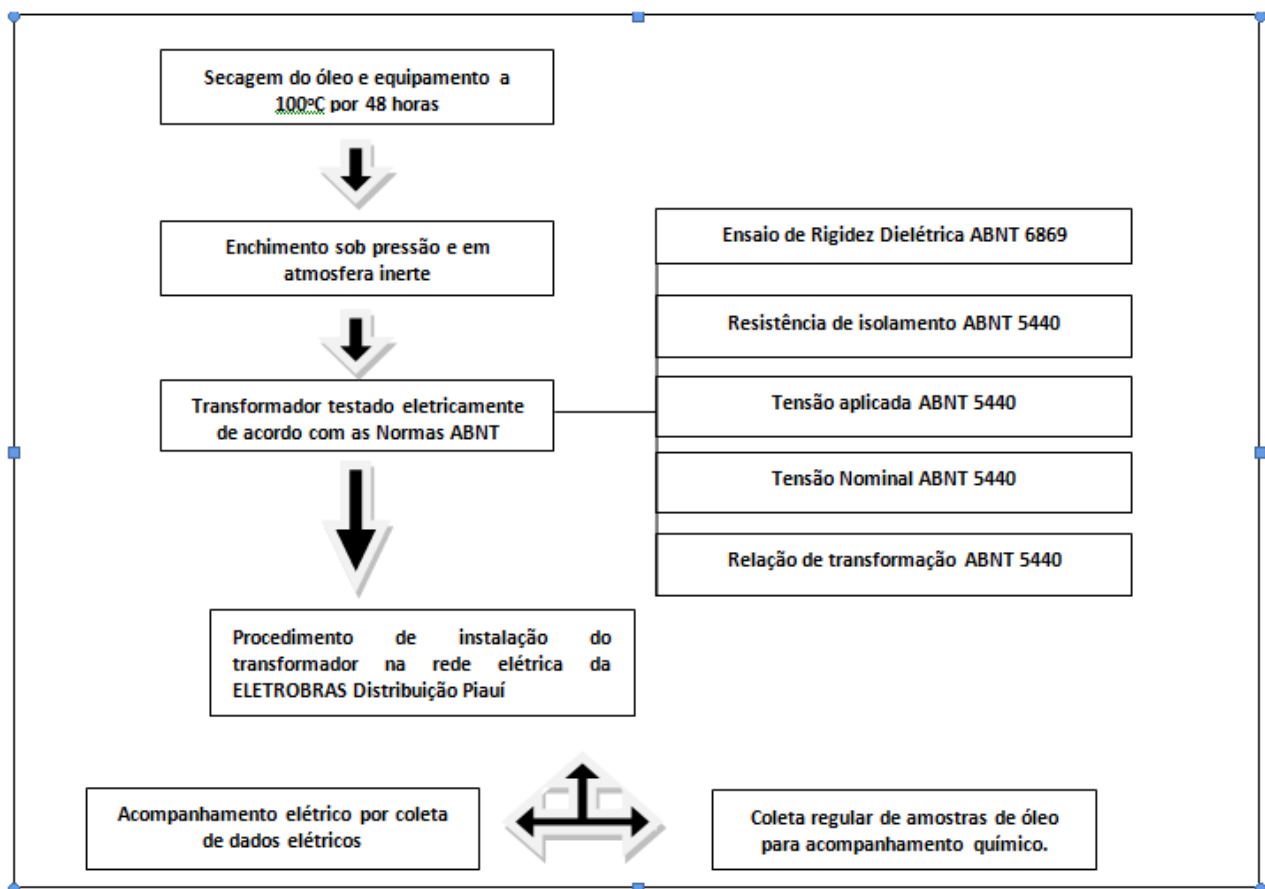 Secagem do óleo e equipamento a
100ºC por 48 horas
Enchimento sob pressão e em
atmosfera inerte
Transformador testado eletricamente
de acordo com as Normas ABNT
Ensaio de Rigidez Dielétrica ABNT 6869
Resistência de isolamento ABNT 5440
Tensão aplicada ABNT 5440
Tensão Nominal ABNT 5440
Relação de transformação ABNT 5440
Procedimento de instalação do
transformador na rede elétrica da
ELETROBRAS Distribuição Piauí
Acompanhamento elétrico por coleta
de dados elétricos
Coleta regular de amostras de óleo
para acompanhamento químico.